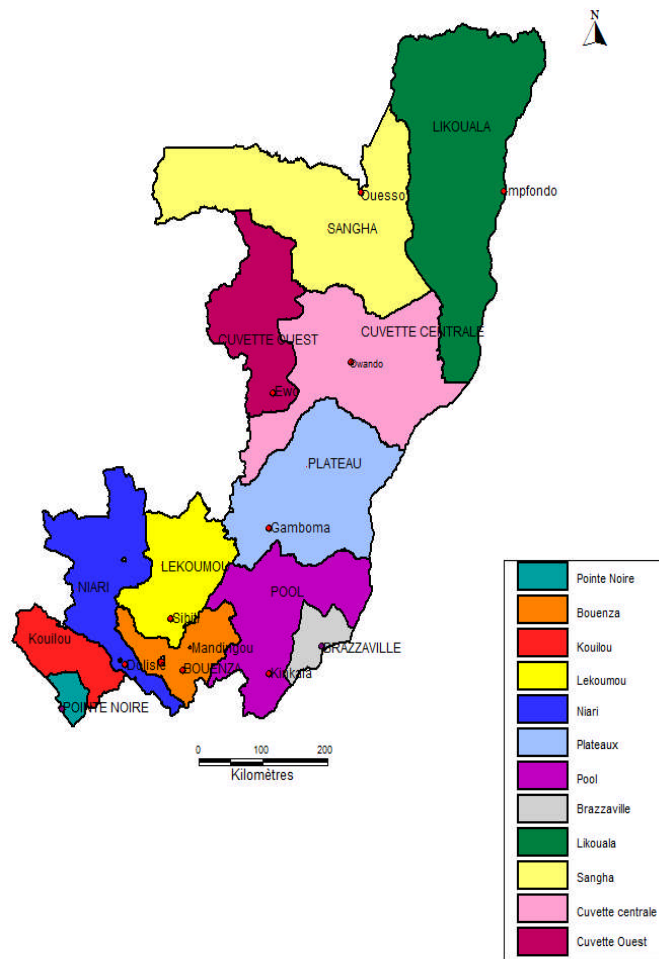 N
LIKOUALA
Ouesso
mpfondo
SANGHA
CUVETTE OUEST
CUVETTE CENTRALE
Owando
Ewo
PLATEAU
Gamboma
LEKOUMOU
NIARI
POOL
Sibiti
Kouilou
Mandingou
BRAZZAVILLE
Dolisie
BOUENZA
Kinkala
POINTE NOIRE
0 100 200
Kilomètres
Pointe Noire
Bouenza
Kouilou
Lekoumou
Niari
Plateaux
Pool
Brazzaville
Likouala
Sangha
Cuvette centrale
Cuvette Ouest